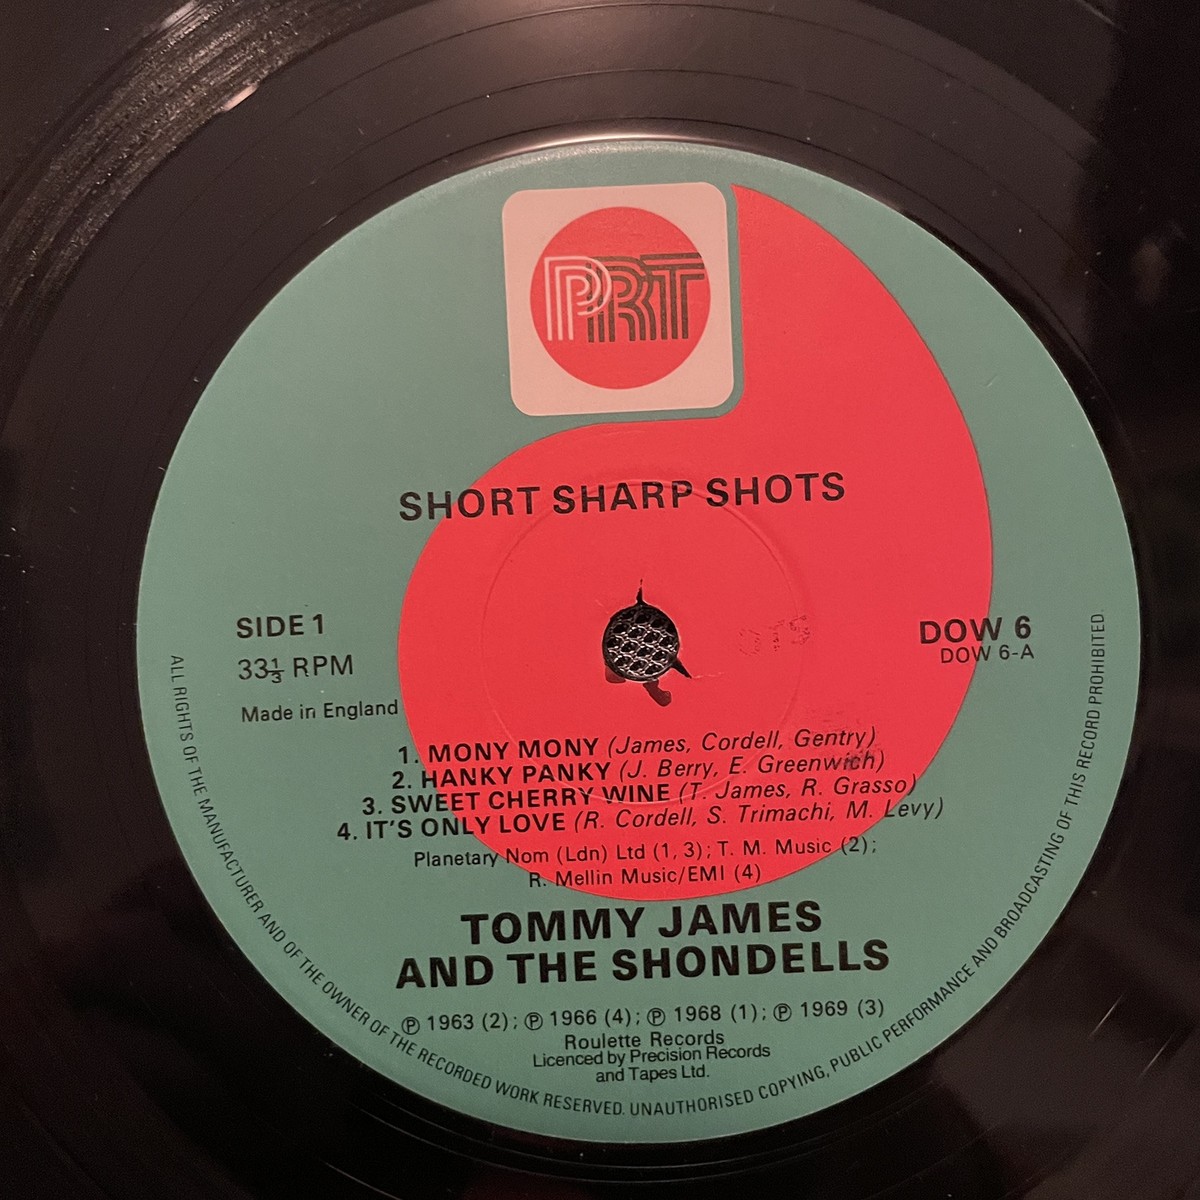 PRT
SHORT SHARP SHOTS
SIDE 1
33⅓ RPM
Made in England
DOW 6
DOW 6-A
1. MONY MONY (James, Cordell, Gentry)
2. HANKY PANKY (J. Berry, E. Greenwich)
3. SWEET CHERRY WINE (T. James, R. Grasso)
4. IT'S ONLY LOVE (R. Cordell, S. Trimachi, M. Levy)
Planetary Nom (Ldn) Ltd (1, 3); T. M. Music (2);
R. Mellin Music/EMI (4)
TOMMY JAMES
AND THE SHONDELLS
℗ 1963 (2); ℗ 1966 (4); ℗ 1968 (1); ℗ 1969 (3)
Roulette Records
Licenced by Precision Records
and Tapes Ltd.
ALL RIGHTS OF THE MANUFACTURER AND OF THE OWNER OF THE RECORDED WORK RESERVED. UNAUTHORISED COPYING, PUBLIC PERFORMANCE AND BROADCASTING OF THIS RECORD PROHIBITED.